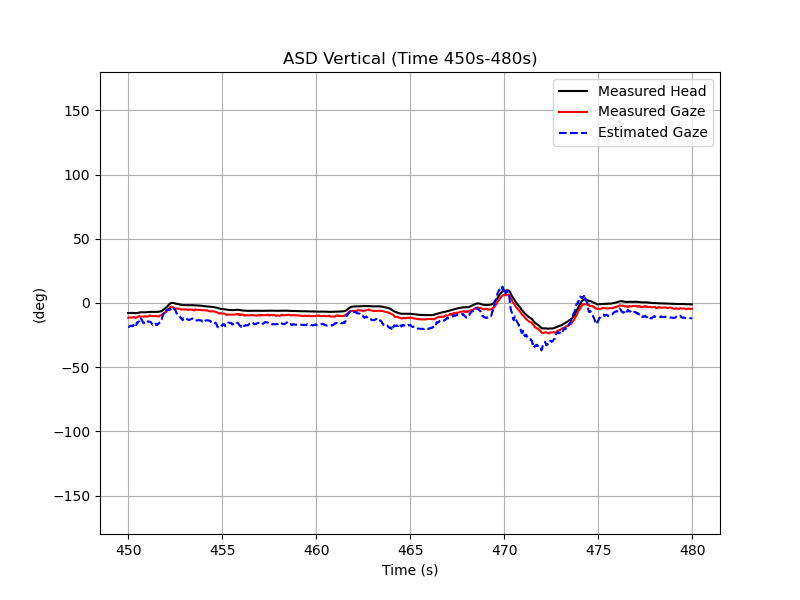 ASD Vertical (Time 450s-480s)
Measured Head
Measured Gaze
Estimated Gaze
150
100
50
0
−50
−100
−150
(deg)
450 455 460 465 470 475 480
Time (s)